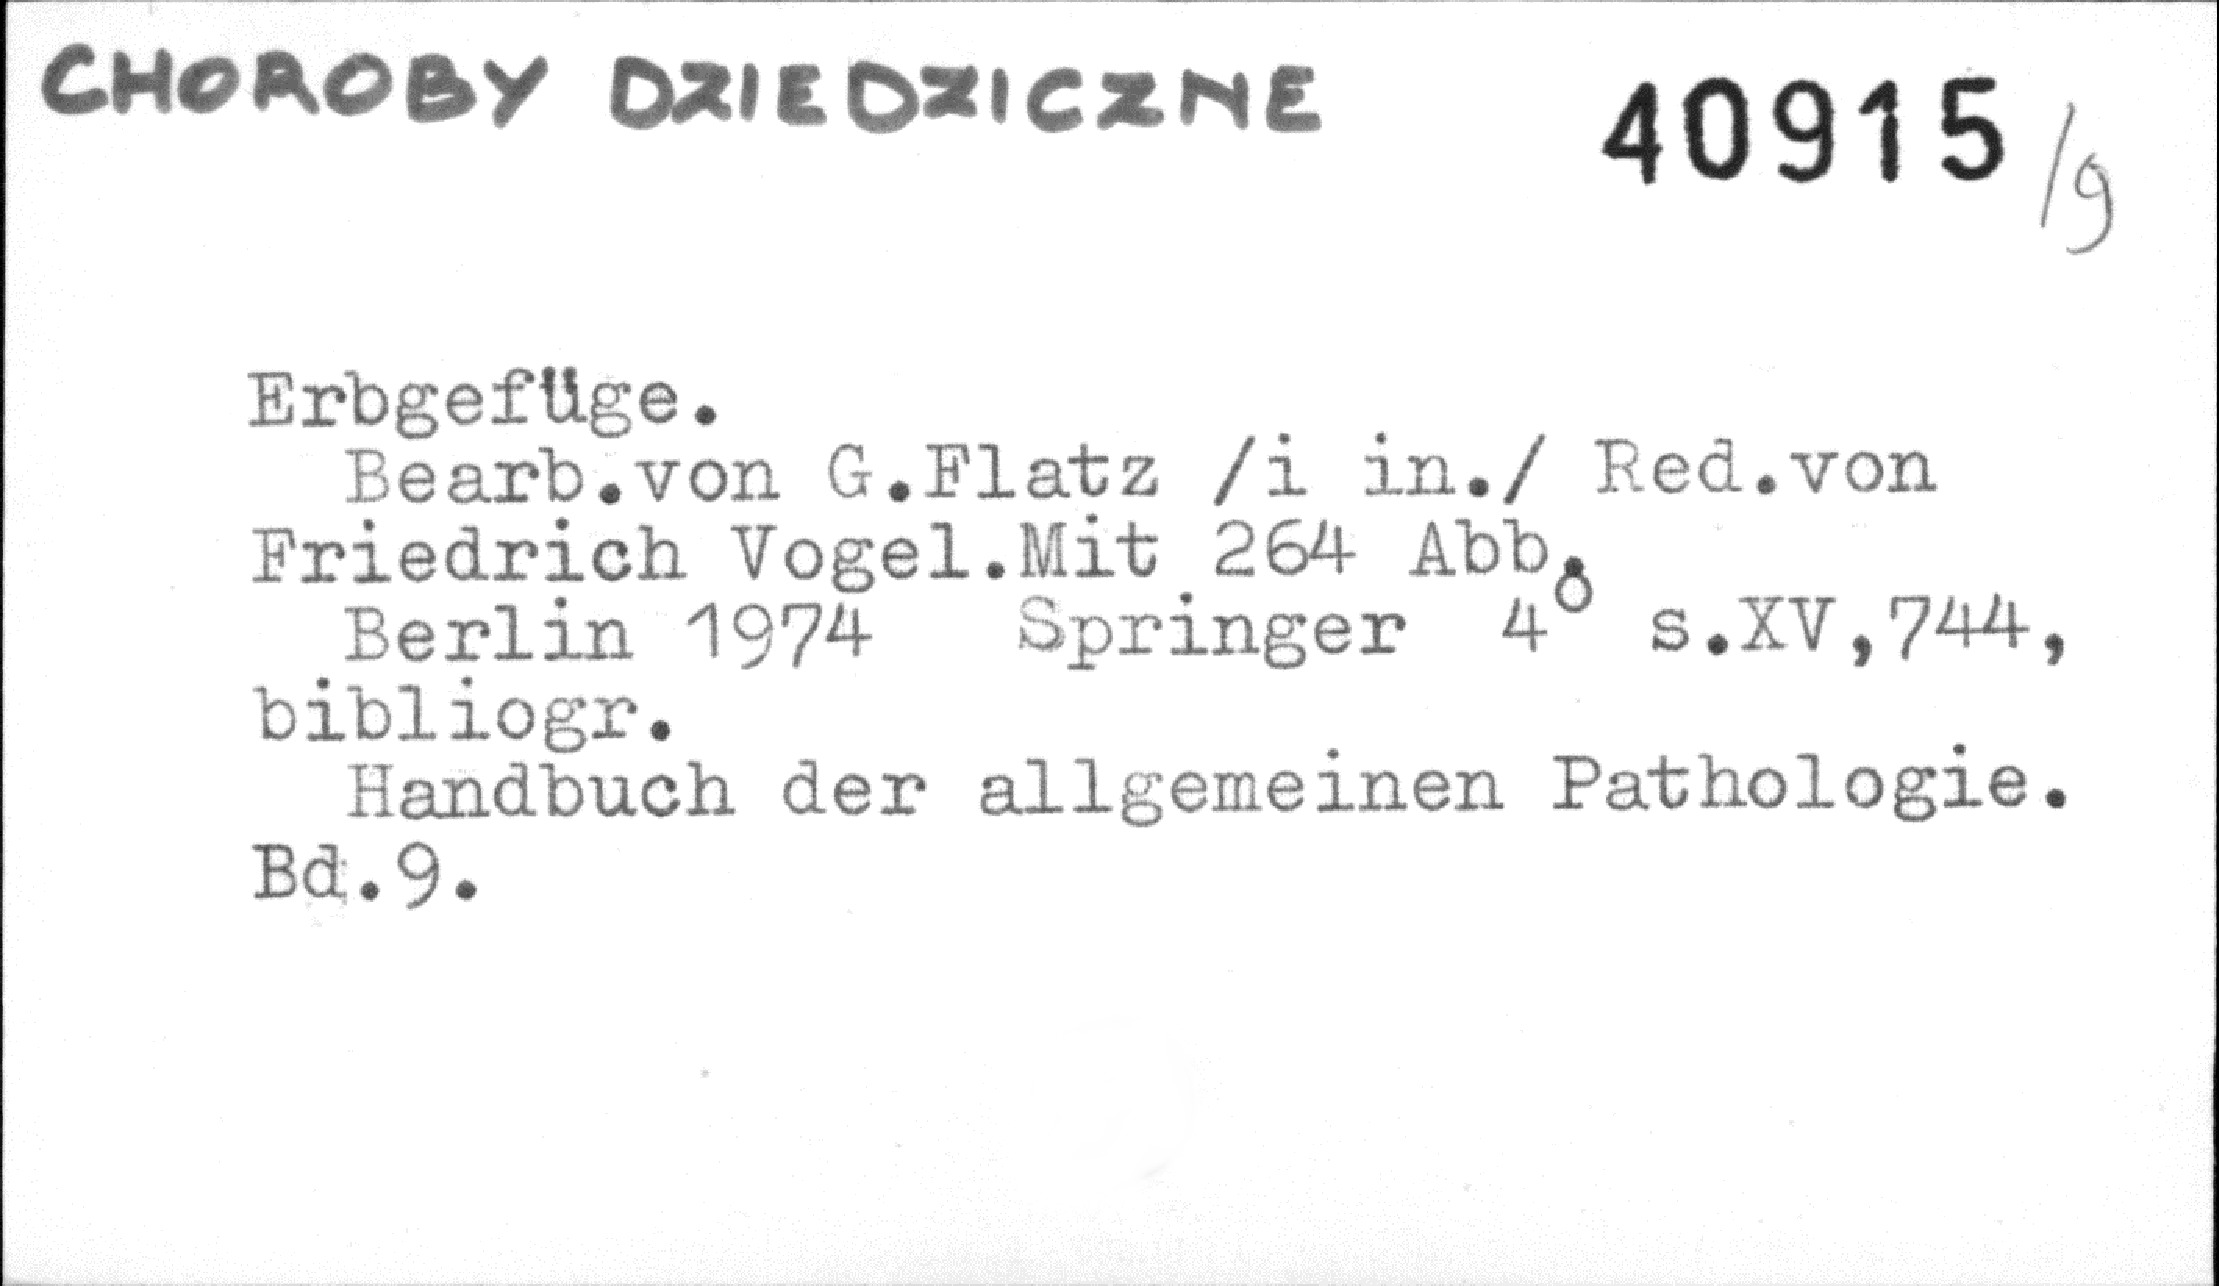 CHOROBY DZIEDZICZNE 40915/9
Erbgefüge.
Bearb.von G.Flatz /i in./ Red.von
Friedrich Vogel.Mit 264 Abb.
Berlin 1974 Springer 4° s.XV,744,
bibliogr.
Handbuch der allgemeinen Pathologie.
Bd.9.